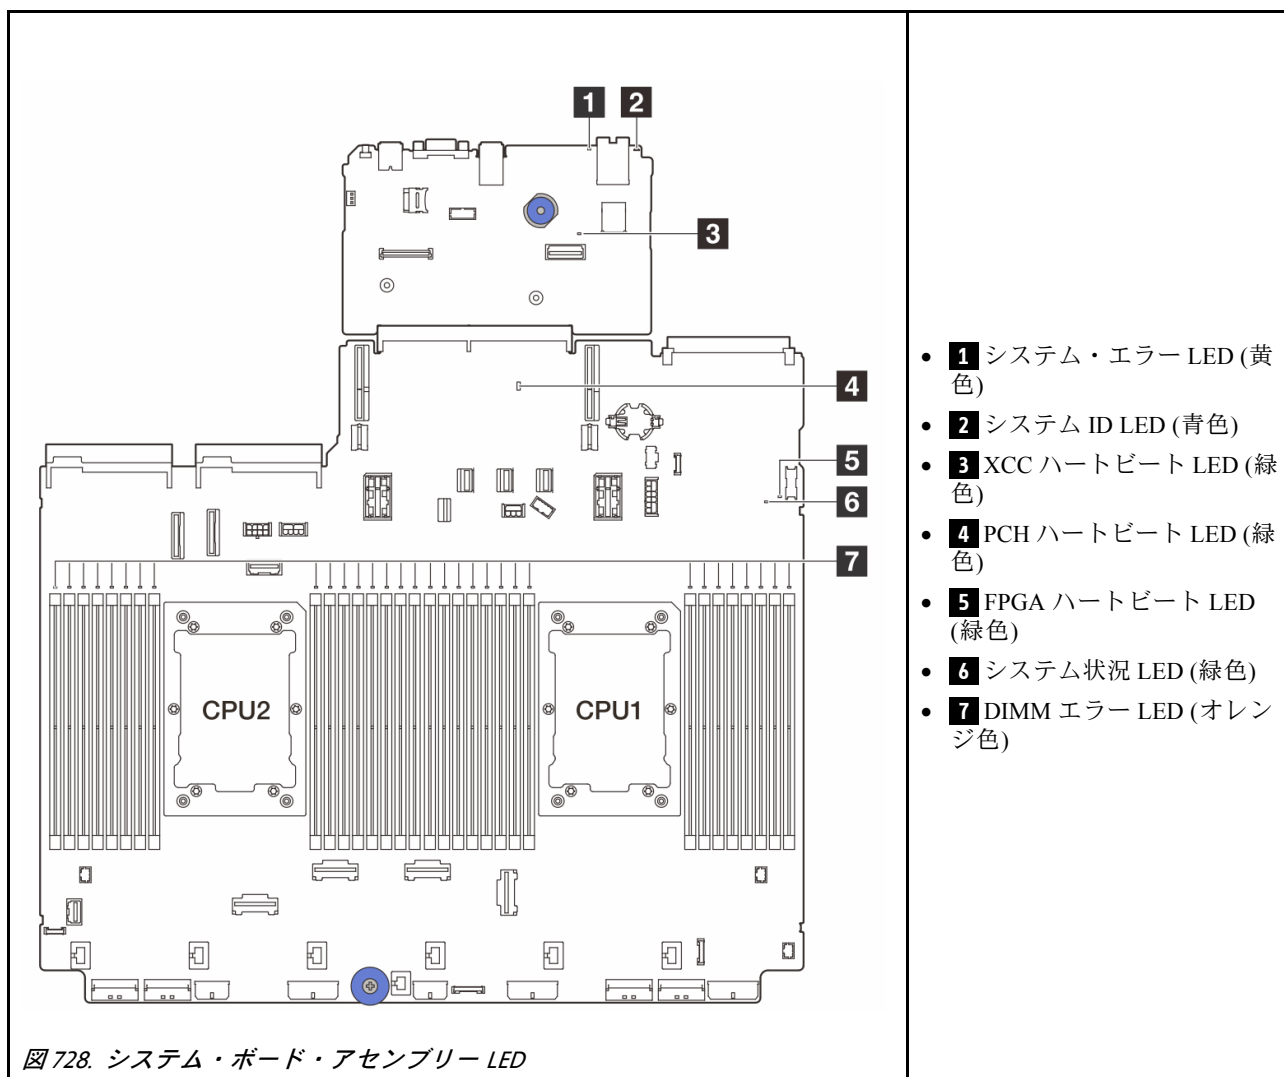 1 2
3
4
5
6
7
CPU2
CPU1
図 728. システム・ボード・アセンブリー LED
• 1 システム・エラー LED (黄
色)
• 2 システム ID LED (青色)
• 3 XCC ハートビート LED (緑
色)
• 4 PCH ハートビート LED (緑
色)
• 5 FPGA ハートビート LED
(緑色)
• 6 システム状況 LED (緑色)
• 7 DIMM エラー LED (オレン
ジ色)